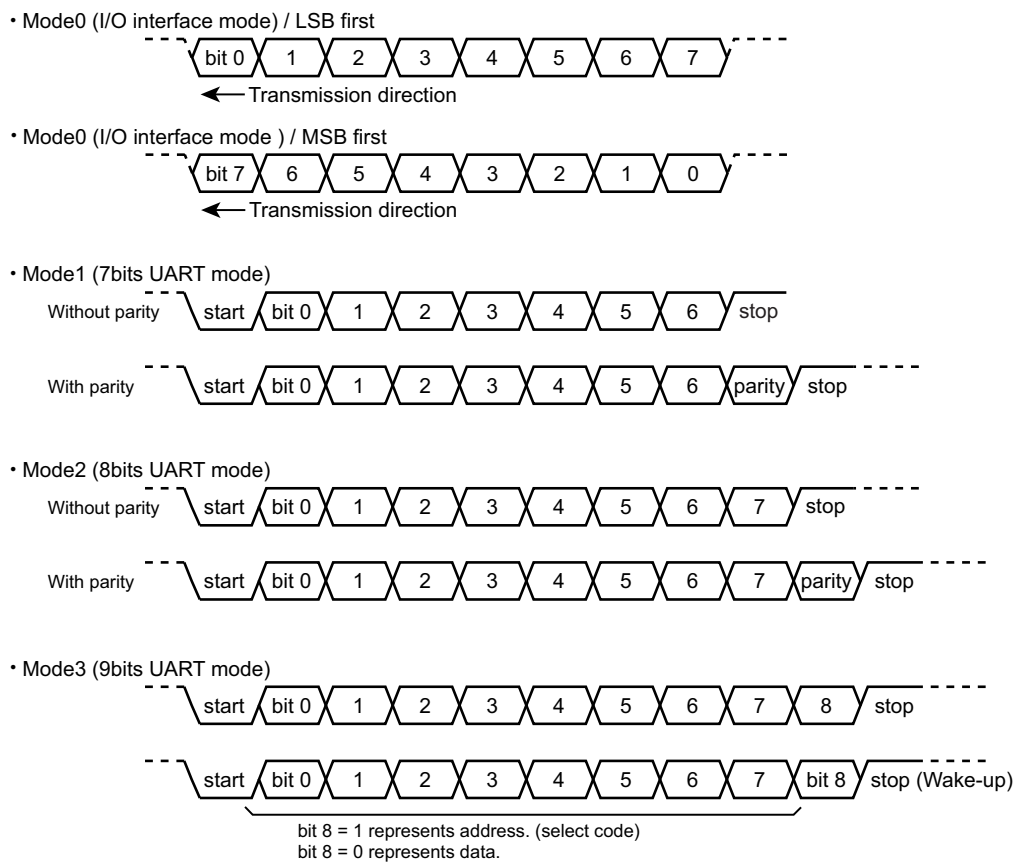 ・Mode0 (I/O interface mode) / LSB first
bit 0 1 2 3 4 5 6 7
Transmission direction
・Mode0 (I/O interface mode ) / MSB first
bit 7 6 5 4 3 2 1 0
Transmission direction
・Mode1 (7bits UART mode)
Without parity start bit 0 1 2 3 4 5 6 stop
With parity start bit 0 1 2 3 4 5 6 parity stop
・Mode2 (8bits UART mode)
Without parity start bit 0 1 2 3 4 5 6 7 stop
With parity start bit 0 1 2 3 4 5 6 7 parity stop
・Mode3 (9bits UART mode)
start bit 0 1 2 3 4 5 6 7 8 stop
start bit 0 1 2 3 4 5 6 7 bit 8 stop (Wake-up)
bit 8 = 1 represents address. (select code)
bit 8 = 0 represents data.